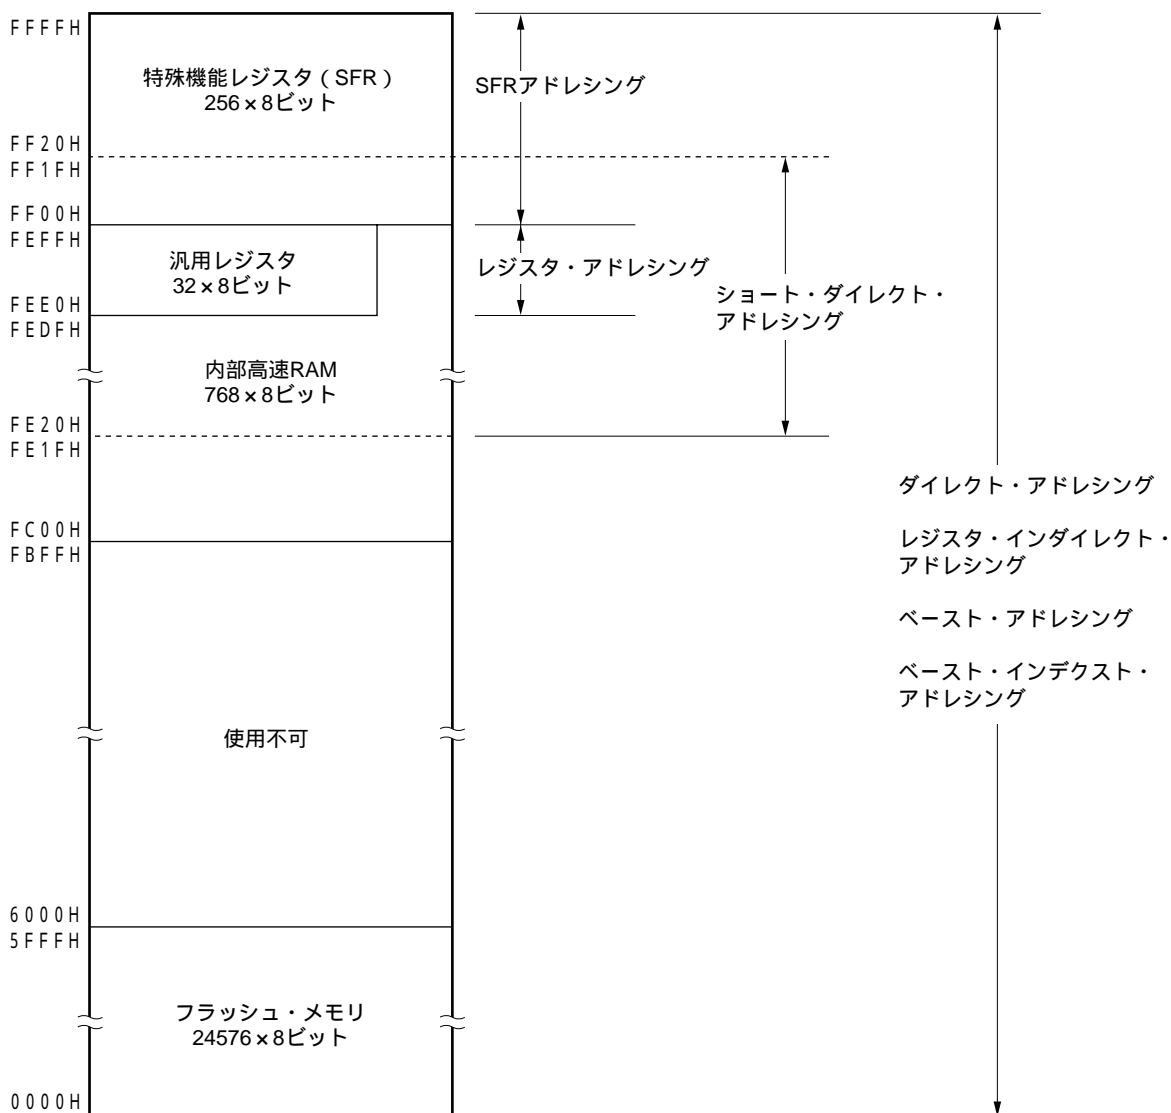 FFFFH
特殊機能レジスタ（SFR）
256×8ビット
SFRアドレシング
FF20H
FF1FH
FF00H
FEFFH
汎用レジスタ
32×8ビット
レジスタ・アドレシング
ショート・ダイレクト・
アドレシング
FEE0H
FEDFH
内部高速RAM
768×8ビット
FE20H
FE1FH
ダイレクト・アドレシング
レジスタ・インダイレクト・
アドレシング
ベースト・アドレシング
ベースト・インデクスト・
アドレシング
FC00H
FBFFH
使用不可
6000H
5FFFH
フラッシュ・メモリ
24576×8ビット
0000H